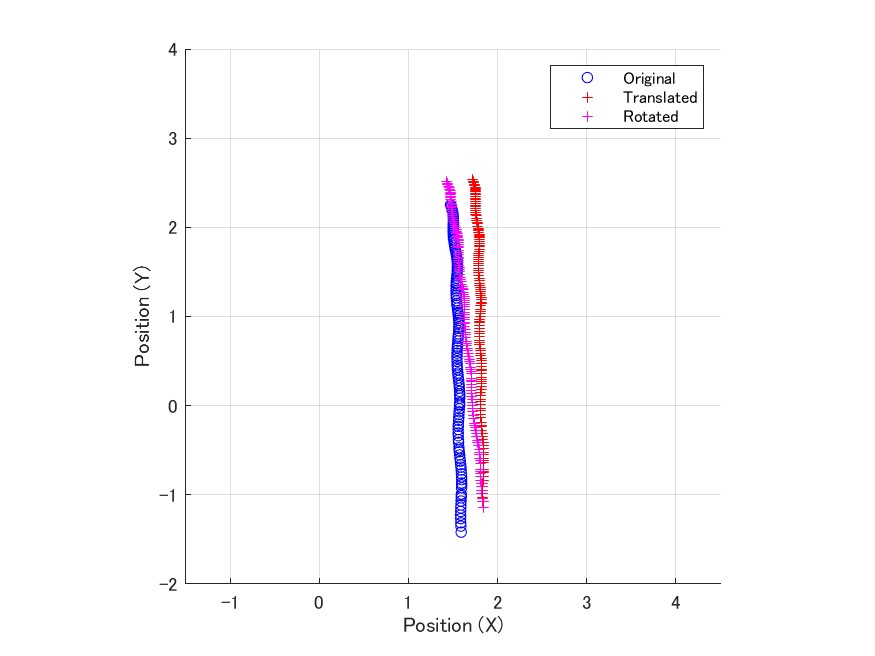 4
3
2
1
0
-1
-2
-1
0
1
2
3
4
Position (X)
Position (Y)
Original
Translated
Rotated